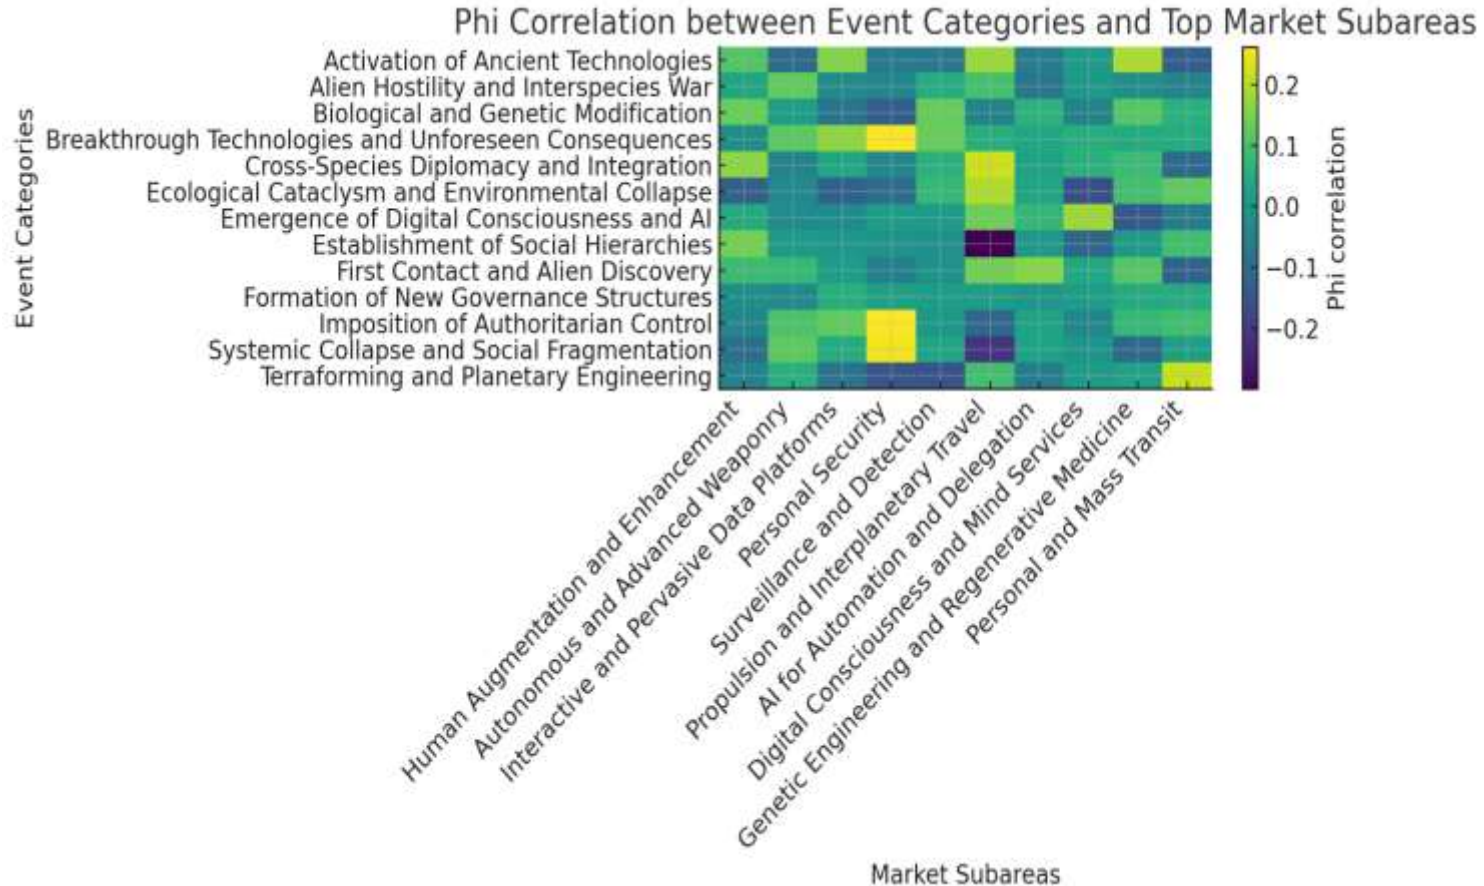 Phi Correlation between Event Categories and Top Market Subareas
Event Categories
Activation of Ancient Technologies
Alien Hostility and Interspecies War
Biological and Genetic Modification
Breakthrough Technologies and Unforeseen Consequences
Cross-Species Diplomacy and Integration
Ecological Cataclysm and Environmental Collapse
Emergence of Digital Consciousness and AI
Establishment of Social Hierarchies
First Contact and Alien Discovery
Formation of New Governance Structures
Imposition of Authoritarian Control
Systemic Collapse and Social Fragmentation
Terraforming and Planetary Engineering
Human Augmentation and Enhancement
Autonomous and Advanced Weaponry
Interactive and Pervasive Data Platforms
Personal Security
Surveillance and Detection
Propulsion and Interplanetary Travel
AI for Automation and Delegation
Digital Consciousness and Mind Services
Genetic Engineering and Regenerative Medicine
Personal and Mass Transit
Market Subareas
0.2
0.1
0.0
−0.1
−0.2
Phi correlation